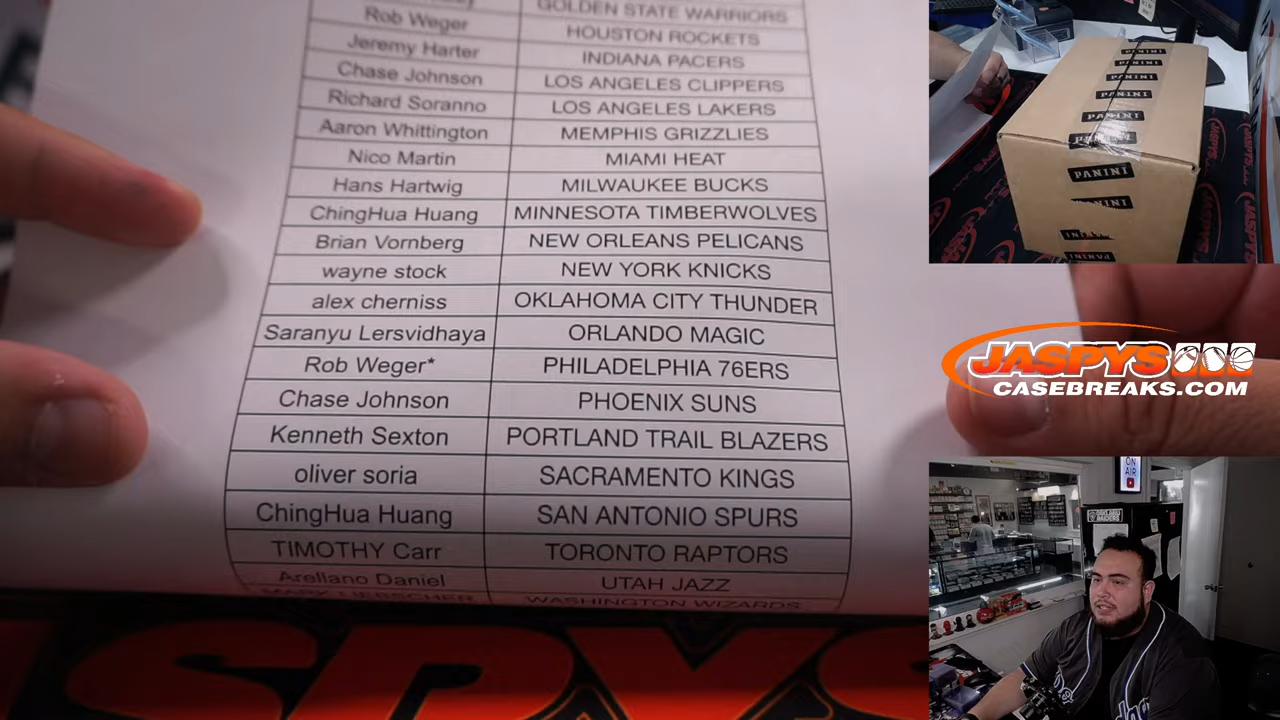 GOLDEN STATE WARRIORS
Rob Weger HOUSTON ROCKETS
Jeremy Harter INDIANA PACERS
Chase Johnson LOS ANGELES CLIPPERS
Richard Soranno LOS ANGELES LAKERS
Aaron Whittington MEMPHIS GRIZZLIES
Nico Martin MIAMI HEAT
Hans Hartwig MILWAUKEE BUCKS
ChingHua Huang MINNESOTA TIMBERWOLVES
Brian Vornberg NEW ORLEANS PELICANS
wayne stock NEW YORK KNICKS
alex cherniss OKLAHOMA CITY THUNDER
Saranyu Lersvidhaya ORLANDO MAGIC
Rob Weger* PHILADELPHIA 76ERS
Chase Johnson PHOENIX SUNS
Kenneth Sexton PORTLAND TRAIL BLAZERS
oliver soria SACRAMENTO KINGS
ChingHua Huang SAN ANTONIO SPURS
TIMOTHY Carr TORONTO RAPTORS
Arellano Daniel UTAH JAZZ
MARY LIEBSCHER WASHINGTON WIZARDS
PANINI
PANINI
PANINI
PANINI
PANINI
PANINI
PANINI
PANINI
JASPYS
CASEBREAKS.COM
ON
AIR